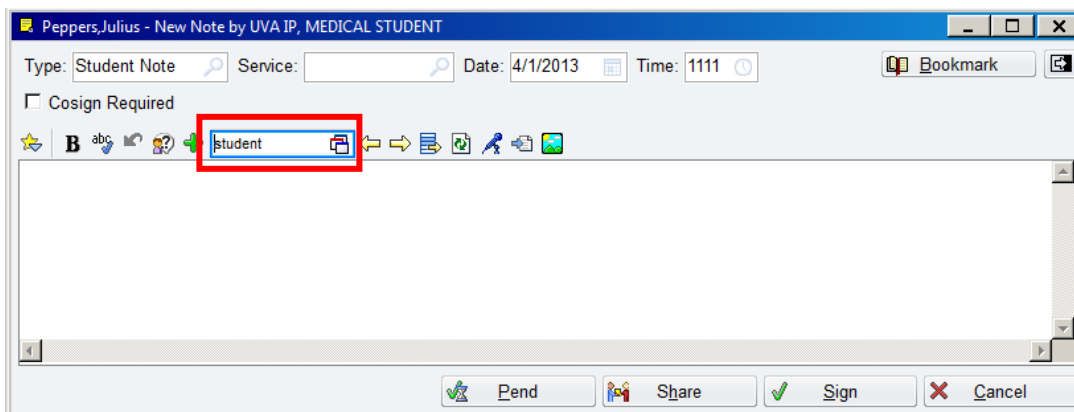 Peppers,Julius - New Note by UVA IP, MEDICAL STUDENT
Type: Student Note Service: Date: 4/1/2013 Time: 1111 Bookmark
Cosign Required
B abc student
Pend Share Sign Cancel